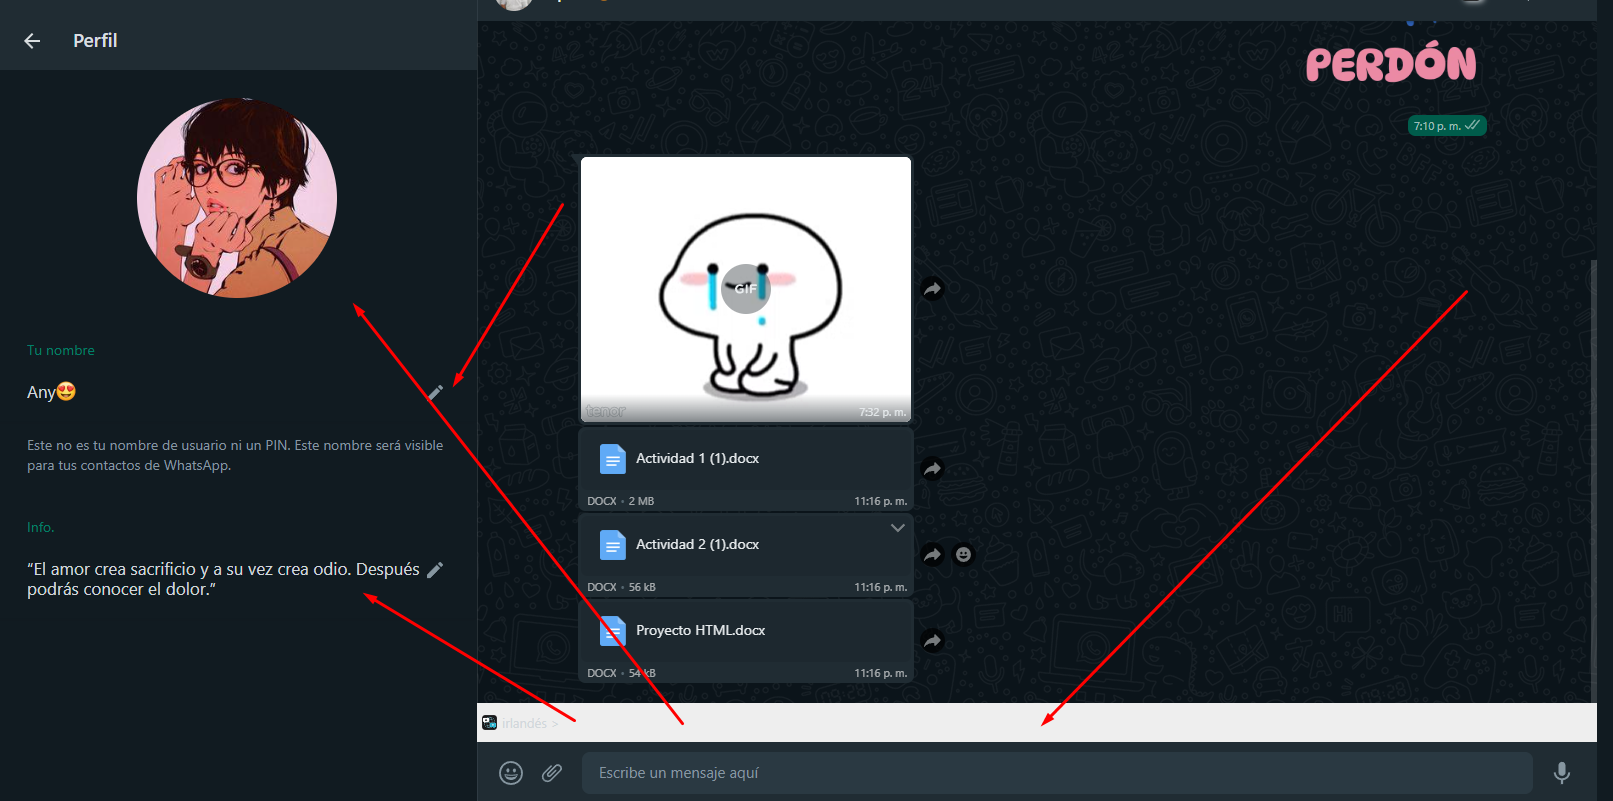 Perfil
Tu nombre
Any😍
Este no es tu nombre de usuario ni un PIN. Este nombre será visible
para tus contactos de WhatsApp.
Info.
“El amor crea sacrificio y a su vez crea odio. Después
podrás conocer el dolor.”
PERDÓN
7:10 p. m.
GIF
tenor
7:32 p. m.
Actividad 1 (1).docx
DOCX • 2 MB
11:16 p. m.
Actividad 2 (1).docx
DOCX • 56 kB
11:16 p. m.
Proyecto HTML.docx
DOCX • 54 kB
11:16 p. m.
irlandés >
Escribe un mensaje aquí